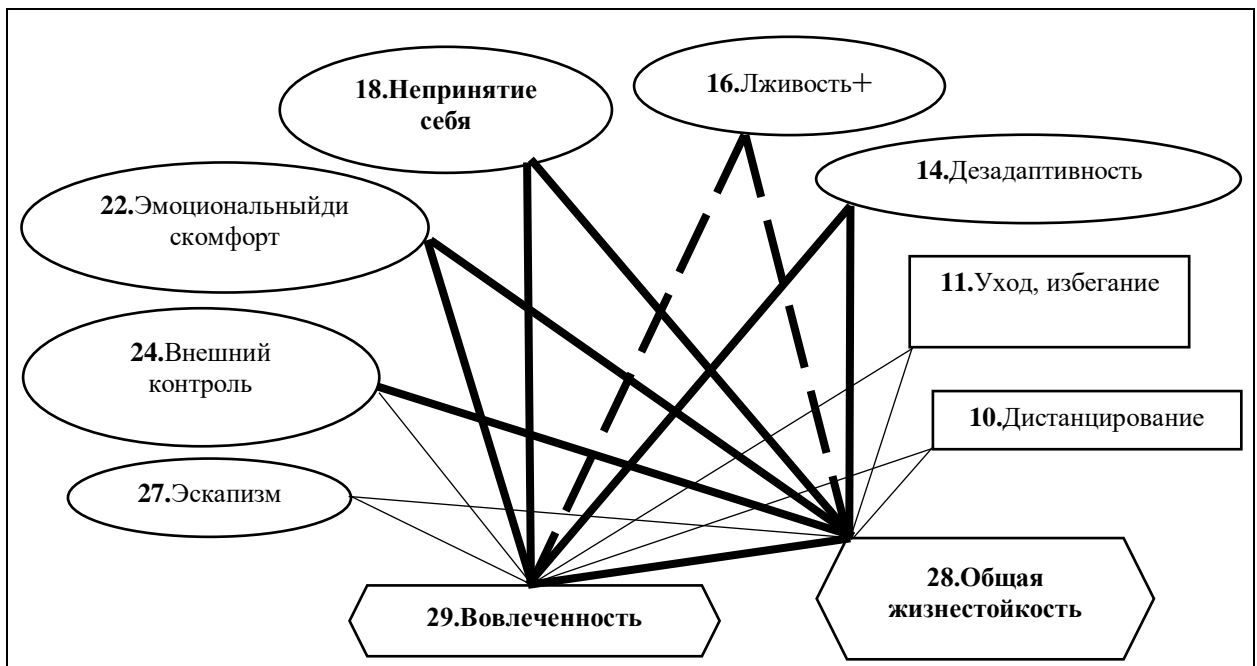 18.Непринятие
себя
16.Лживость+
14.Дезадаптивность
22.Эмоциональныйди
скомфорт
11.Уход, избегание
24.Внешний
контроль
10.Дистанцирование
27.Эскапизм
28.Общая
жизнестойкость
29.Вовлеченность